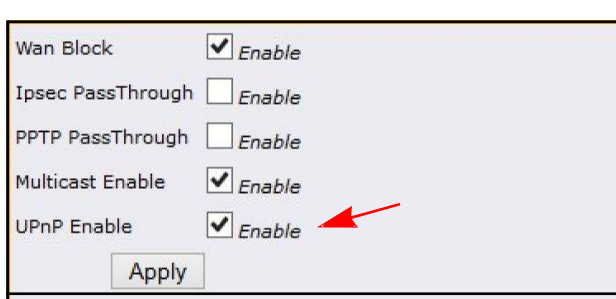 Wan Block Enable
Ipsec PassThrough Enable
PPTP PassThrough Enable
Multicast Enable Enable
UPnP Enable Enable
Apply